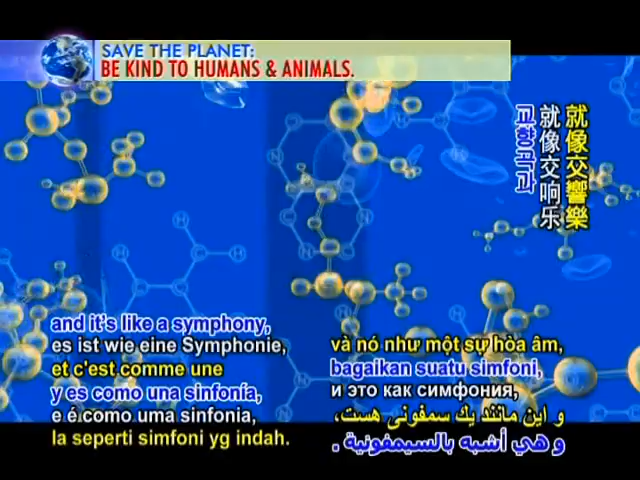 SAVE THE PLANET:
BE KIND TO HUMANS & ANIMALS.
就像交響樂
就像交响乐
교향곡과
and it's like a symphony,
es ist wie eine Symphonie,
et c'est comme une
y es como una sinfonía,
e é como uma sinfonia,
Ia seperti simfoni yg indah.
và nó như một sự hòa âm,
bagaikan suatu simfoni,
и это как симфония,
و این مانند یك سمفونی هست،
و هي أشبه بالسيمفونية .